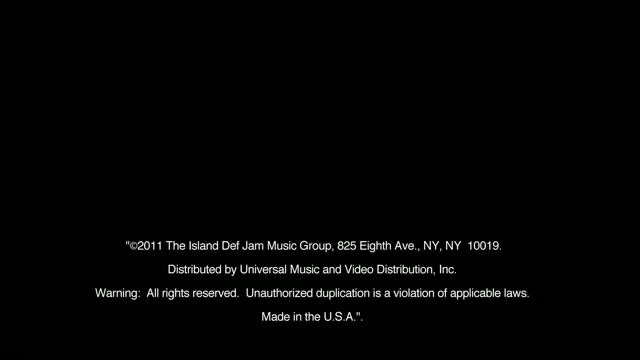 "©2011 The Island Def Jam Music Group, 825 Eighth Ave., NY, NY  10019.
Distributed by Universal Music and Video Distribution, Inc.
Warning:  All rights reserved.  Unauthorized duplication is a violation of applicable laws.
Made in the U.S.A.".